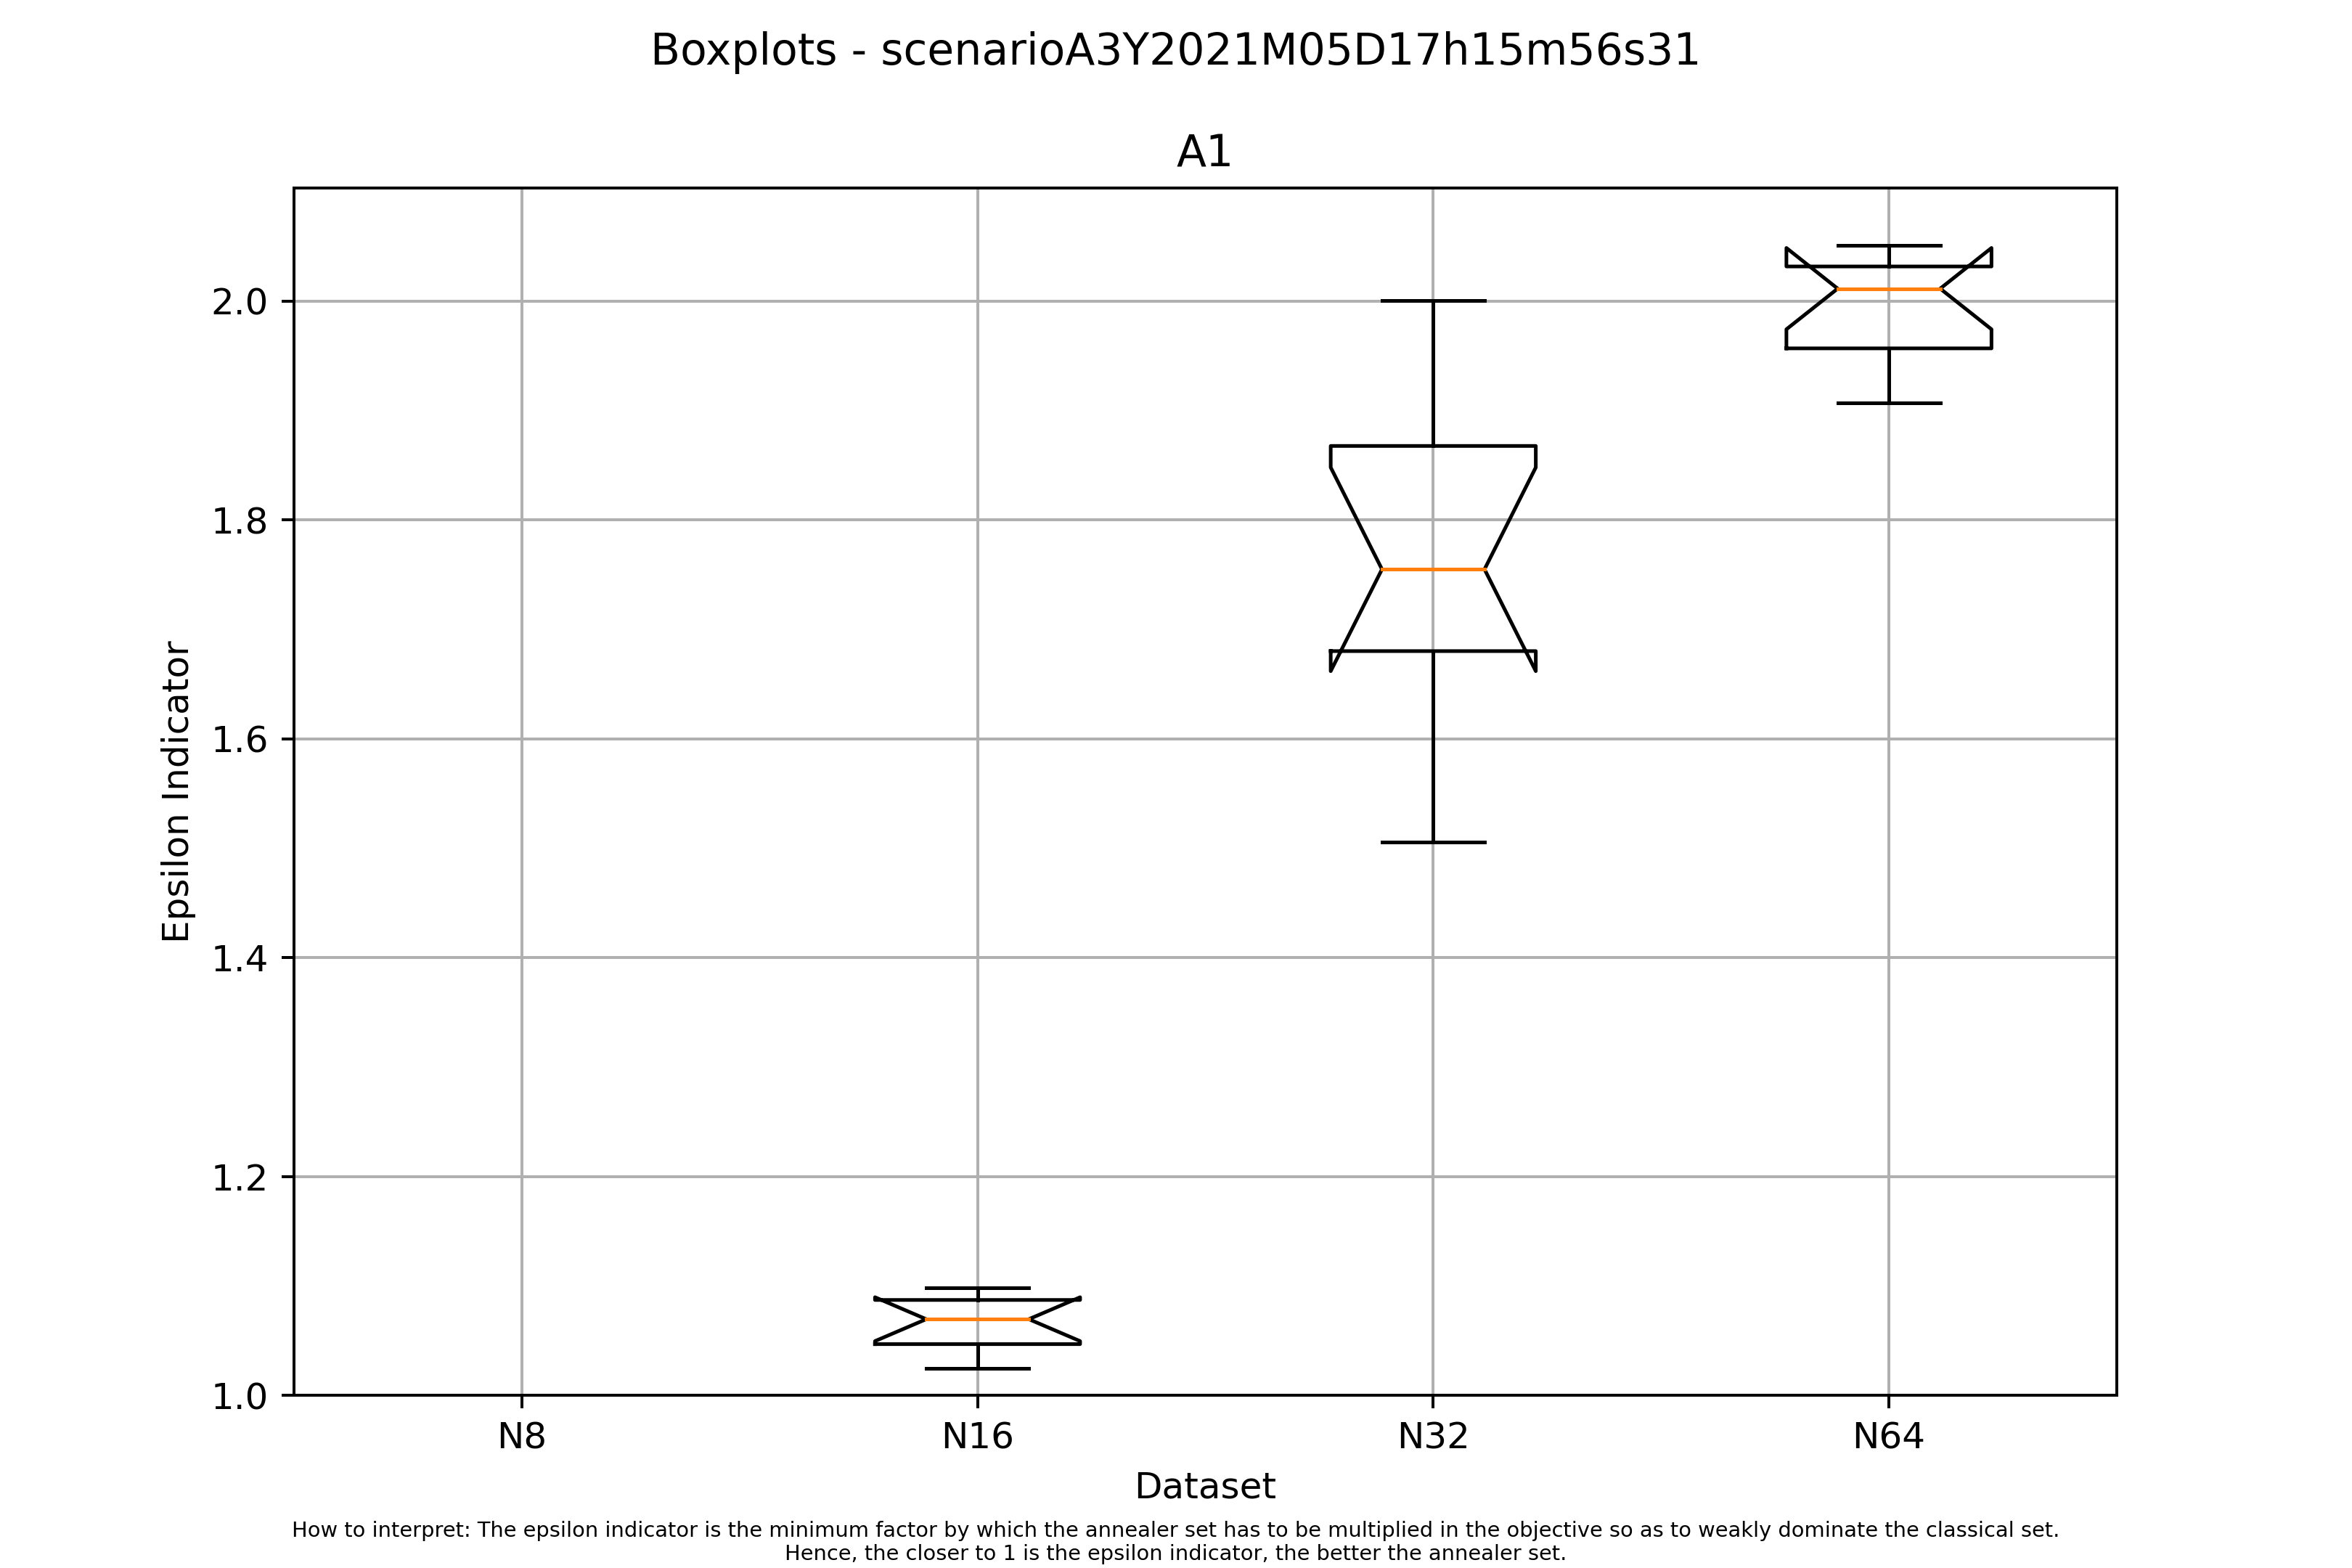 Boxplots - scenarioA3Y2021M05D17h15m56s31
A1
2.0
1.8
1.6
1.4
1.2
1.0
Epsilon Indicator
N8 N16 N32 N64
Dataset
How to interpret: The epsilon indicator is the minimum factor by which the annealer set has to be multiplied in the objective so as to weakly dominate the classical set.
Hence, the closer to 1 is the epsilon indicator, the better the annealer set.